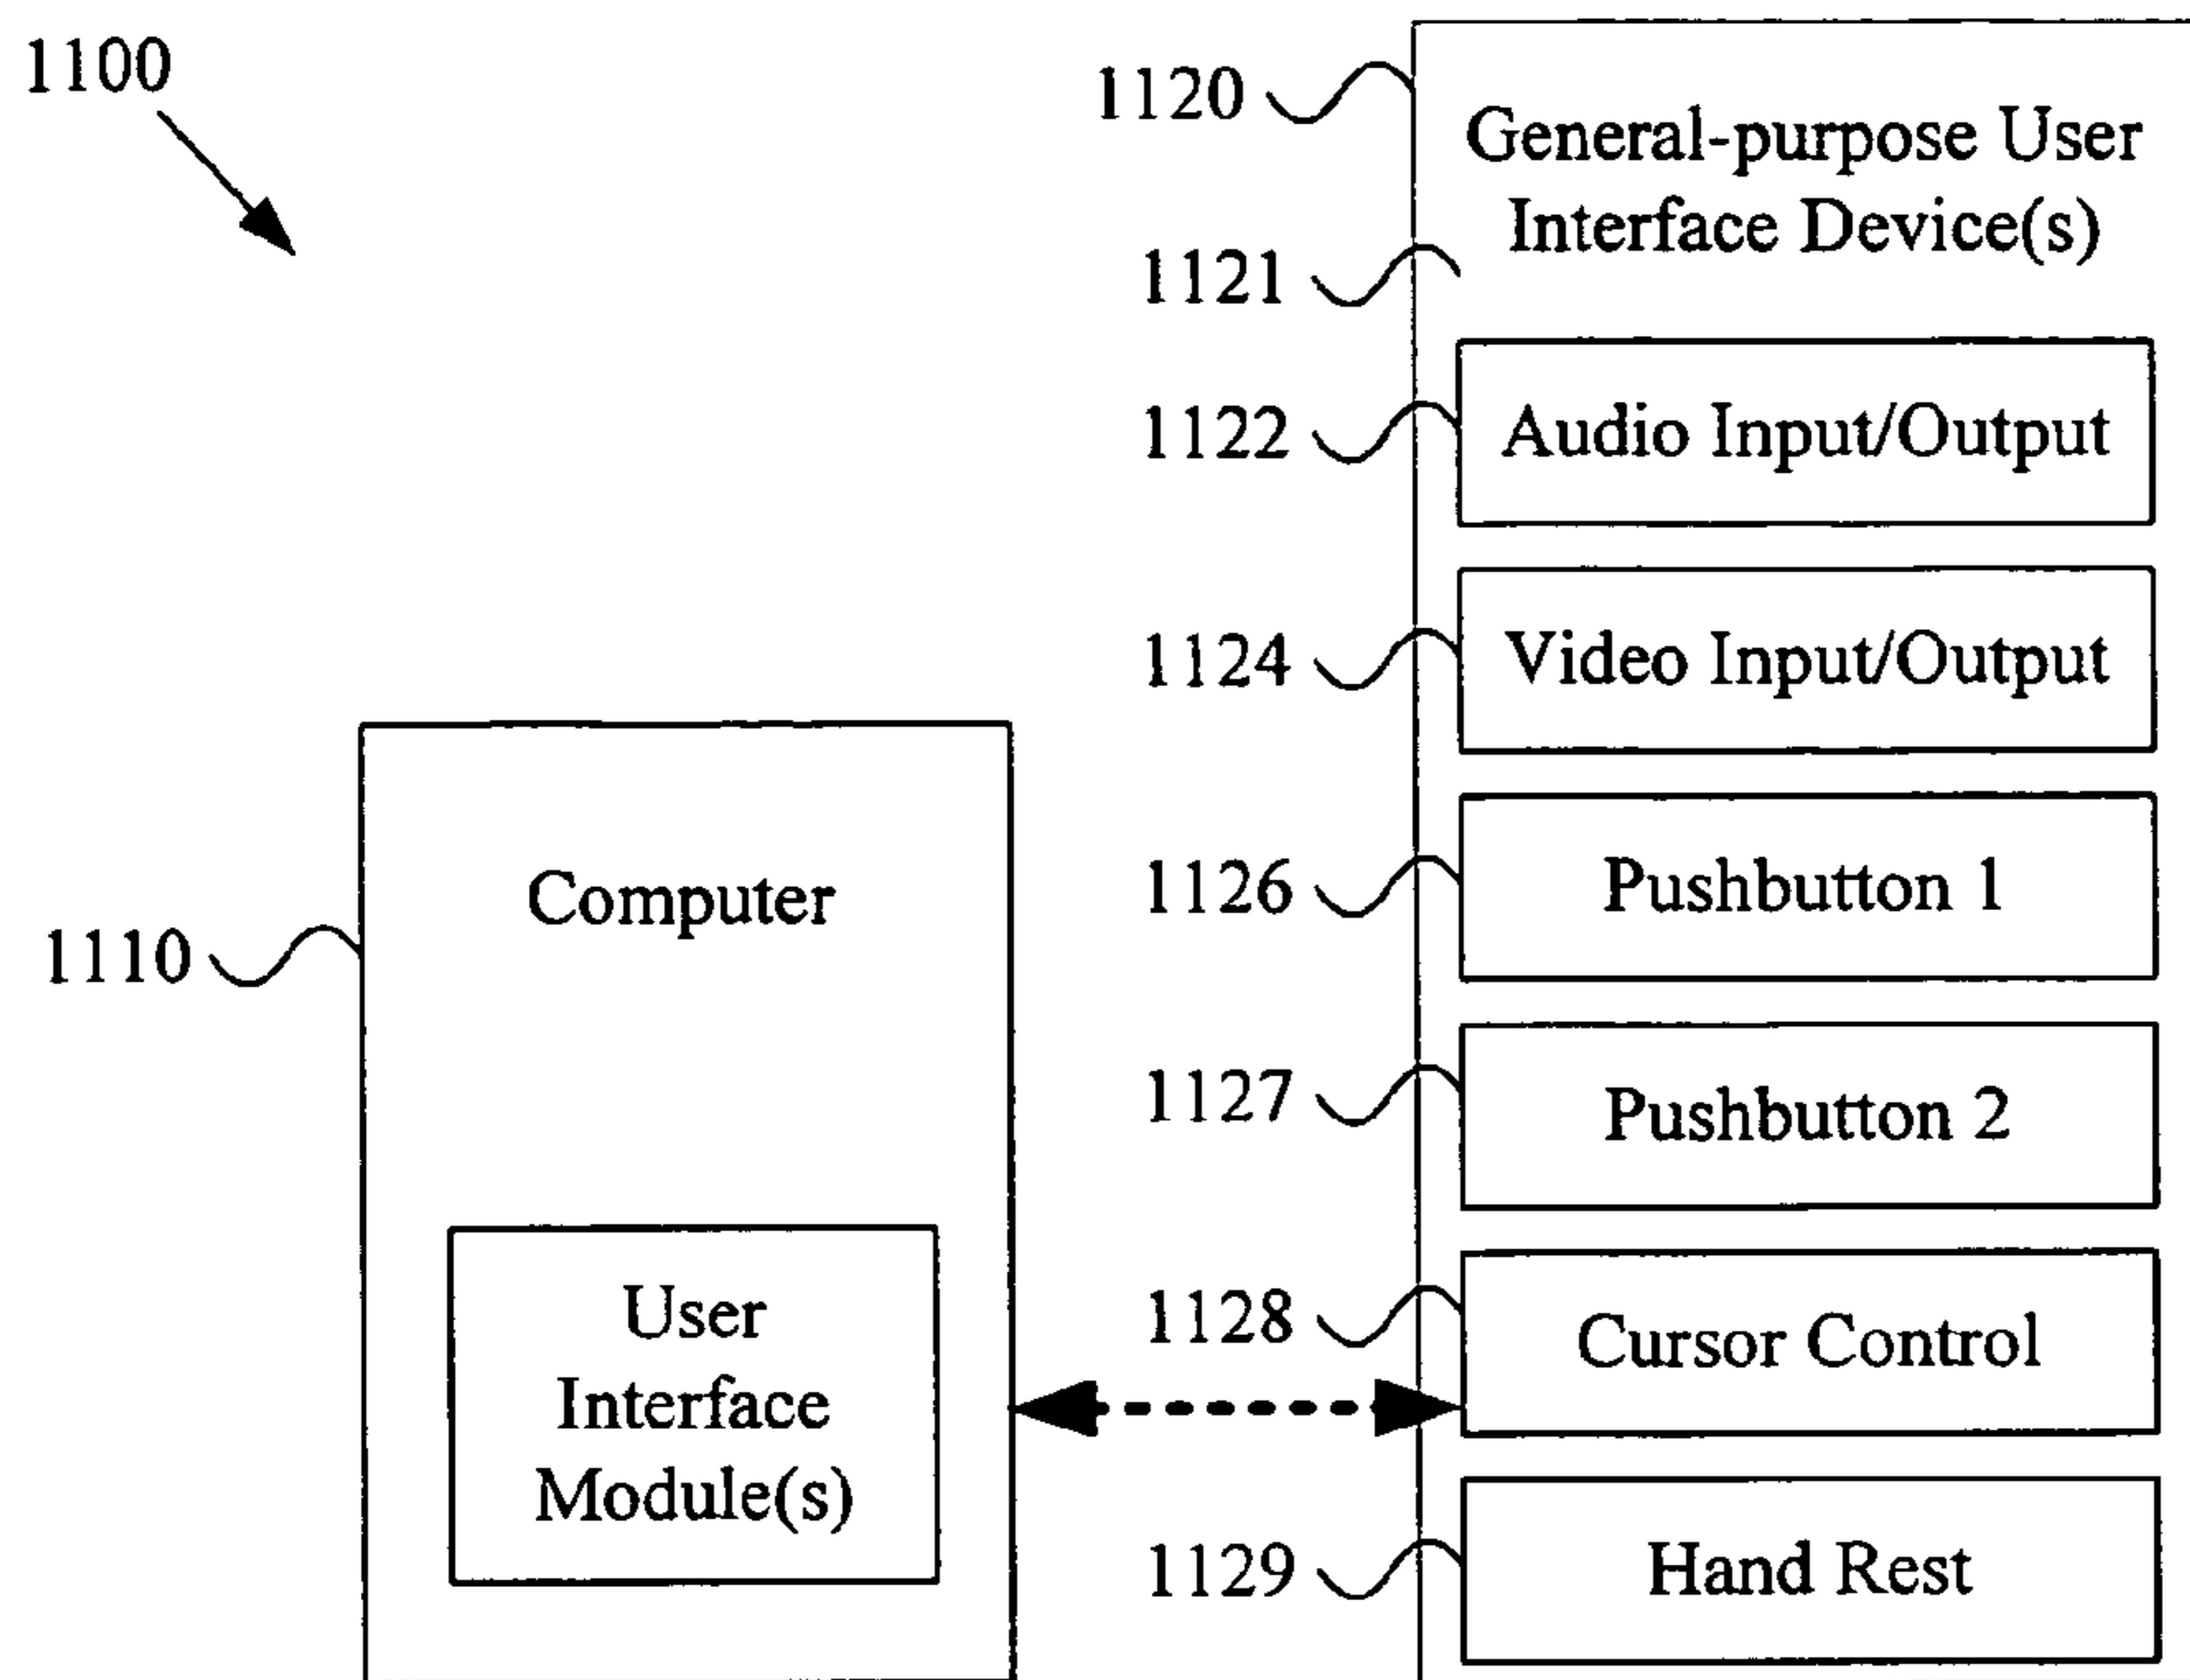 1100
1120
General-purpose User
Interface Device(s)
1121
1122
Audio Input/Output
1124
Video Input/Output
1126
Pushbutton 1
1110
Computer
1127
Pushbutton 2
User
Interface
Module(s)
1128
Cursor Control
1129
Hand Rest